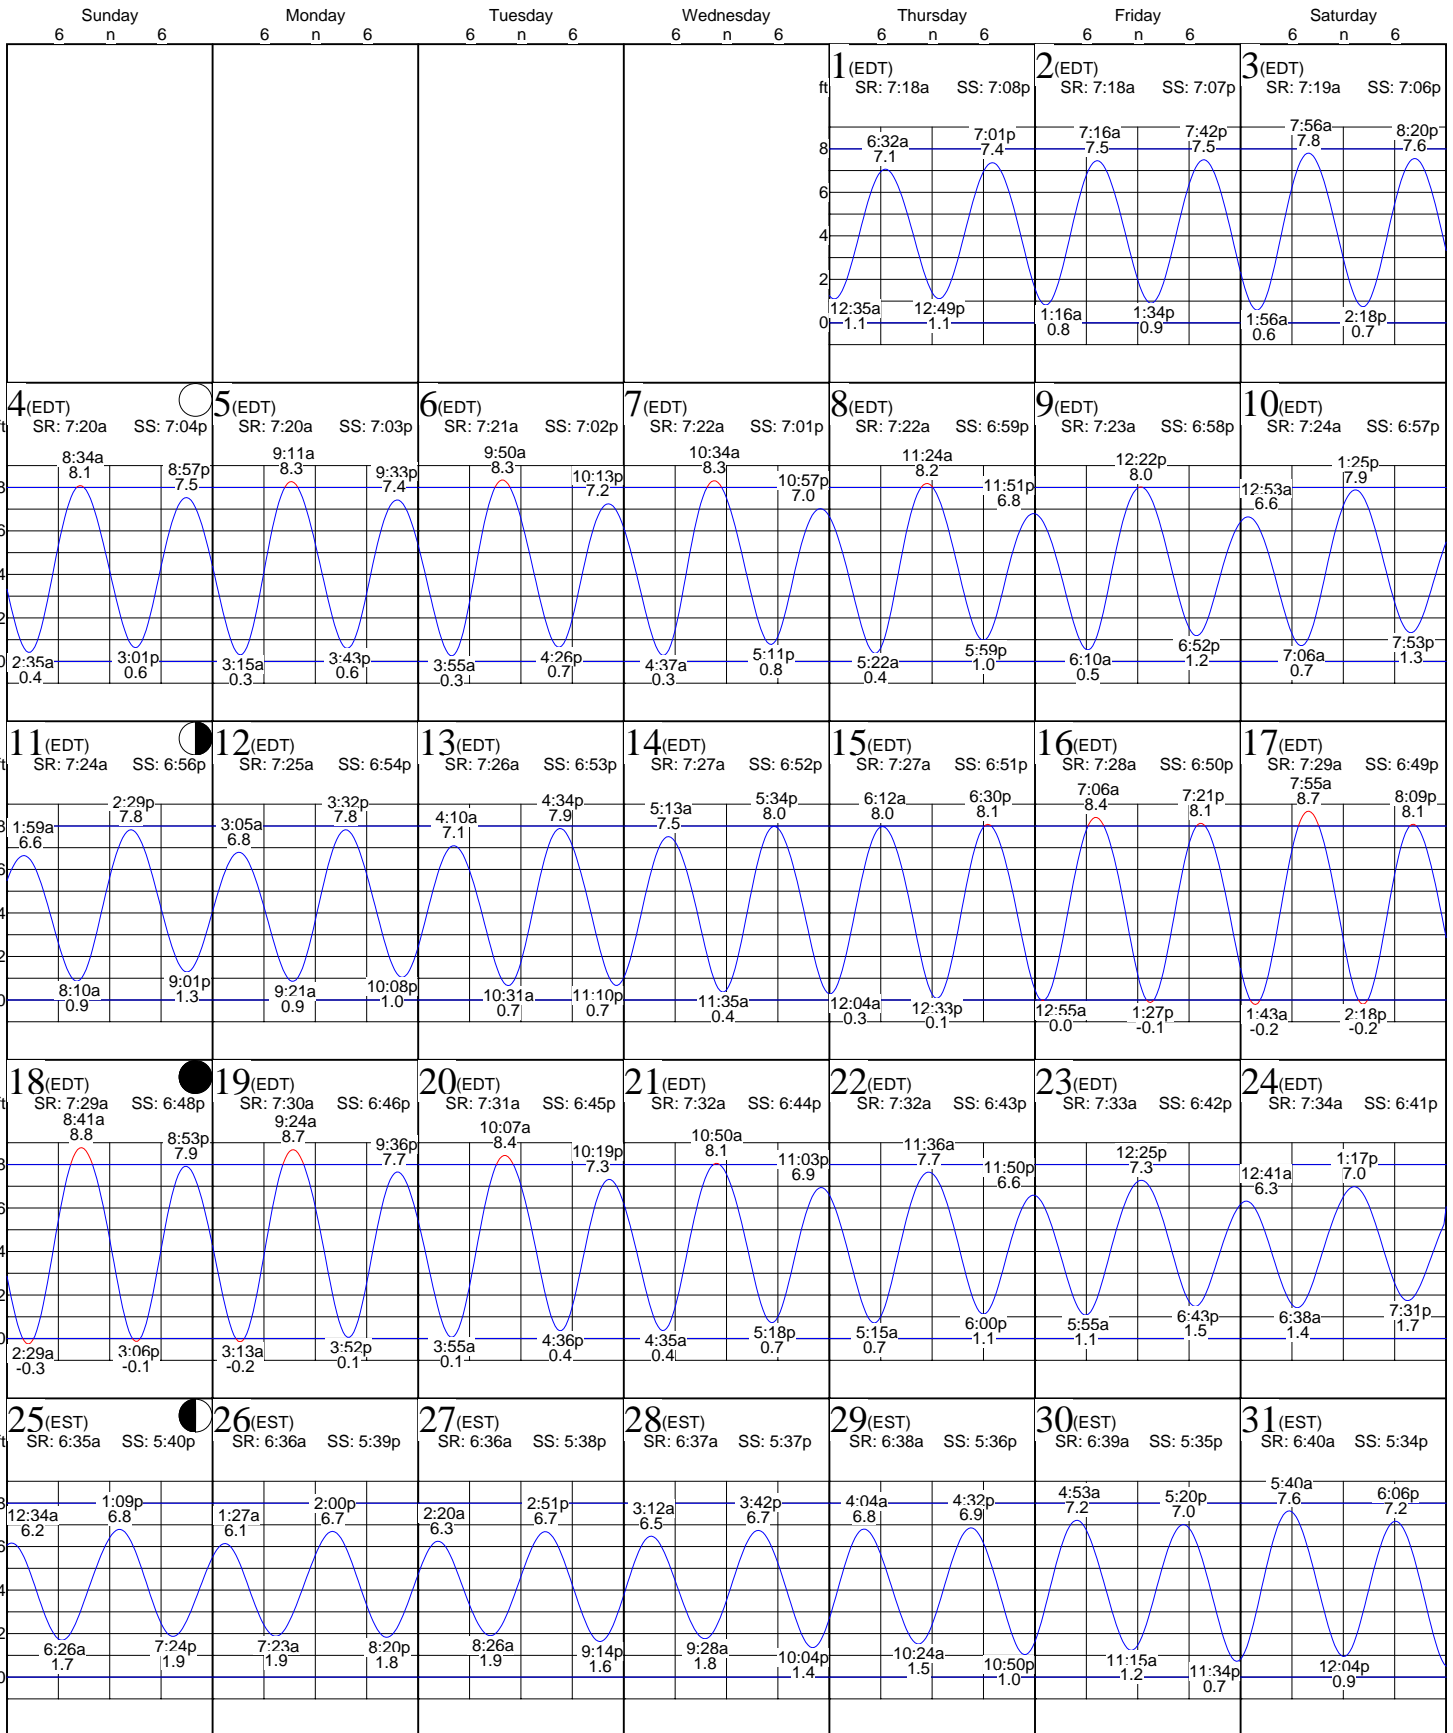 Sunday Monday Tuesday Wednesday Thursday Friday Saturday
6 n 6 6 n 6 6 n 6 6 n 6 6 n 6 6 n 6 6 n 6
1(EDT) 2(EDT) 3(EDT)
ft SR: 7:18a SS: 7:08p SR: 7:18a SS: 7:07p SR: 7:19a SS: 7:06p
6:32a 7:01p 7:16a 7:42p 7:56a 8:20p
8 7.1 7.4 7.5 7.5 7.8 7.6
6
4
2
12:35a 12:49p 1:16a 1:34p 1:56a 2:18p
0 1.1 1.1 0.8 0.9 0.6 0.7
4(EDT) 5(EDT) 6(EDT) 7(EDT) 8(EDT) 9(EDT) 10(EDT)
ft SR: 7:20a SS: 7:04p SR: 7:20a SS: 7:03p SR: 7:21a SS: 7:02p SR: 7:22a SS: 7:01p SR: 7:22a SS: 6:59p SR: 7:23a SS: 6:58p SR: 7:24a SS: 6:57p
8:34a 8:57p 9:11a 9:33p 9:50a 10:13p 10:34a 10:57p 11:24a 11:51p 12:22p 12:53a 1:25p
8 8.1 7.5 8.3 7.4 8.3 7.2 8.3 7.0 8.2 6.8 8.0 6.6 7.9
6
4
2
2:35a 3:01p 3:15a 3:43p 3:55a 4:26p 4:37a 5:11p 5:22a 5:59p 6:10a 6:52p 7:06a 7:53p
0 0.4 0.6 0.3 0.6 0.3 0.7 0.3 0.8 0.4 1.0 0.5 1.2 0.7 1.3
11(EDT) 12(EDT) 13(EDT) 14(EDT) 15(EDT) 16(EDT) 17(EDT)
ft SR: 7:24a SS: 6:56p SR: 7:25a SS: 6:54p SR: 7:26a SS: 6:53p SR: 7:27a SS: 6:52p SR: 7:27a SS: 6:51p SR: 7:28a SS: 6:50p SR: 7:29a SS: 6:49p
1:59a 2:29p 3:05a 3:32p 4:10a 4:34p 5:13a 5:34p 6:12a 6:30p 7:06a 7:21p 7:55a 8:09p
8 6.6 7.8 6.8 7.8 7.1 7.9 7.5 8.0 8.0 8.1 8.4 8.1 8.7 8.1
6
4
2
8:10a 9:01p 9:21a 10:08p 10:31a 11:10p 11:35a 12:04a 12:33p 12:55a 1:27p 1:43a 2:18p
0 0.9 1.3 0.9 1.0 0.7 0.7 0.4 0.3 0.1 0.0 -0.1 -0.2 -0.2
18(EDT) 19(EDT) 20(EDT) 21(EDT) 22(EDT) 23(EDT) 24(EDT)
ft SR: 7:29a SS: 6:48p SR: 7:30a SS: 6:46p SR: 7:31a SS: 6:45p SR: 7:32a SS: 6:44p SR: 7:32a SS: 6:43p SR: 7:33a SS: 6:42p SR: 7:34a SS: 6:41p
8:41a 8:53p 9:24a 9:36p 10:07a 10:19p 10:50a 11:03p 11:36a 11:50p 12:25p 12:41a 1:17p
8 8.8 7.9 8.7 7.7 8.4 7.3 8.1 6.9 7.7 6.6 7.3 6.3 7.0
6
4
2
2:29a 3:06p 3:13a 3:52p 3:55a 4:36p 4:35a 5:18p 5:15a 6:00p 5:55a 6:43p 6:38a 7:31p
0 -0.3 -0.1 -0.2 0.1 0.1 0.4 0.4 0.7 0.7 1.1 1.1 1.5 1.4 1.7
25(EST) 26(EST) 27(EST) 28(EST) 29(EST) 30(EST) 31(EST)
ft SR: 6:35a SS: 5:40p SR: 6:36a SS: 5:39p SR: 6:36a SS: 5:38p SR: 6:37a SS: 5:37p SR: 6:38a SS: 5:36p SR: 6:39a SS: 5:35p SR: 6:40a SS: 5:34p
12:34a 1:09p 1:27a 2:00p 2:20a 2:51p 3:12a 3:42p 4:04a 4:32p 4:53a 5:20p 5:40a 6:06p
8 6.2 6.8 6.1 6.7 6.3 6.7 6.5 6.7 6.8 6.9 7.2 7.0 7.6 7.2
6
4
2
6:26a 7:24p 7:23a 8:20p 8:26a 9:14p 9:28a 10:04p 10:24a 10:50p 11:15a 11:34p 12:04p
0 1.7 1.9 1.9 1.8 1.9 1.6 1.8 1.4 1.5 1.0 1.2 0.7 0.9